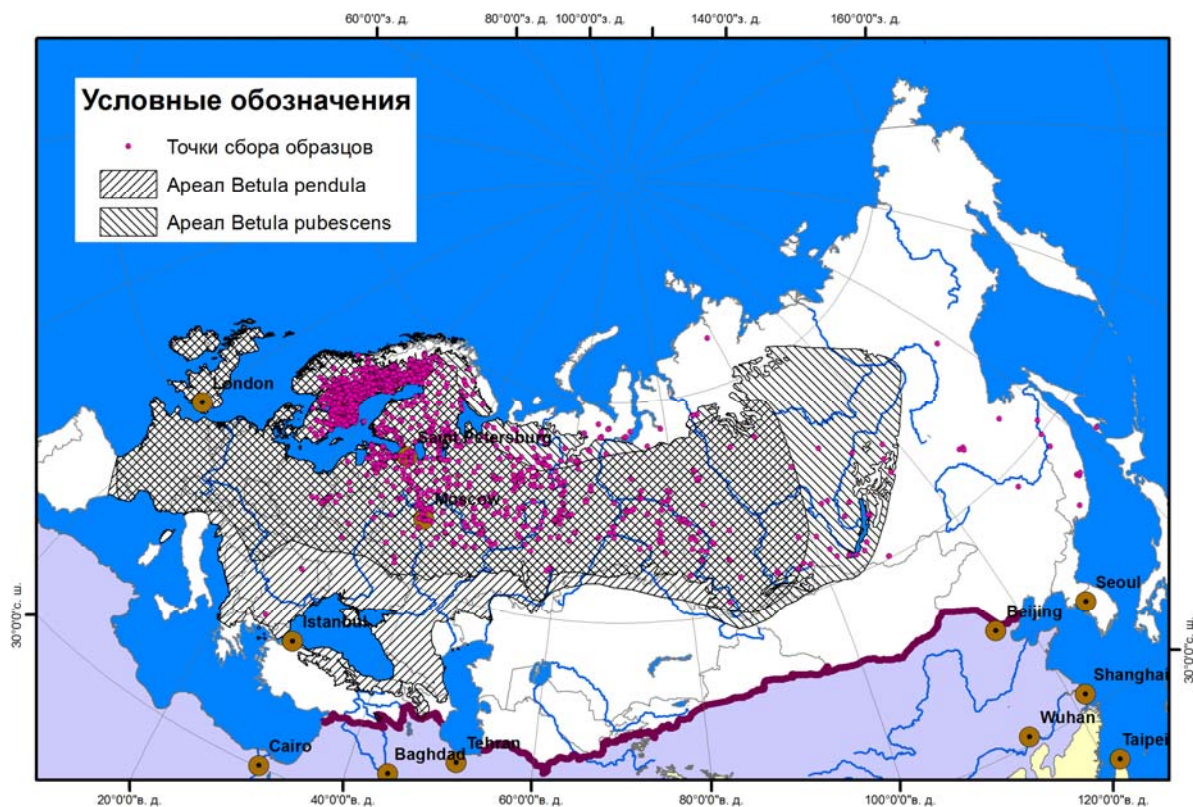 60°0'0"з. д. 80°0'0"з. д. 100°0'0"з. д. 140°0'0"з. д. 160°0'0"з. д.
Условные обозначения
Точки сбора образцов
Ареал Betula pendula
Ареал Betula pubescens
London
Saint Petersburg
Moscow
Istanbul
Seoul
Beijing
Shanghai
Wuhan
Cairo
Baghdad
Tehran
Taipei
30°0'0"с. ш.
30°0'0"с. ш.
20°0'0"в. д. 40°0'0"в. д. 60°0'0"в. д. 80°0'0"в. д. 100°0'0"в. д. 120°0'0"в. д.